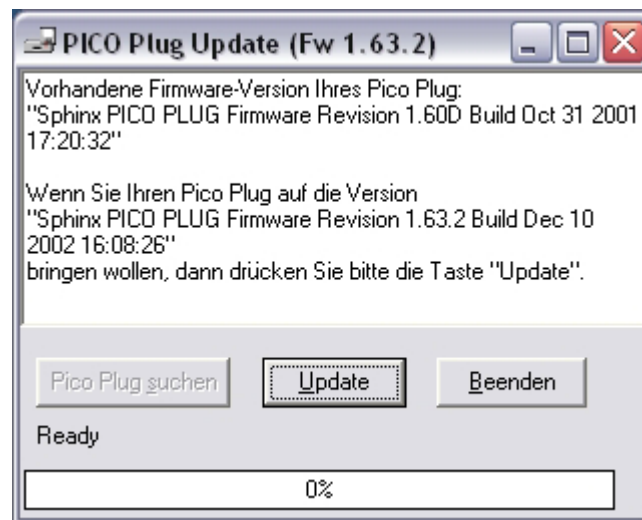 PICO Plug Update (Fw 1.63.2)
Vorhandene Firmware-Version Ihres Pico Plug:
"Sphinx PICO PLUG Firmware Revision 1.60D Build Oct 31 2001
17:20:32"
Wenn Sie Ihren Pico Plug auf die Version
"Sphinx PICO PLUG Firmware Revision 1.63.2 Build Dec 10
2002 16:08:26"
bringen wollen, dann drücken Sie bitte die Taste "Update".
Pico Plug suchen Update Beenden
Ready
0%